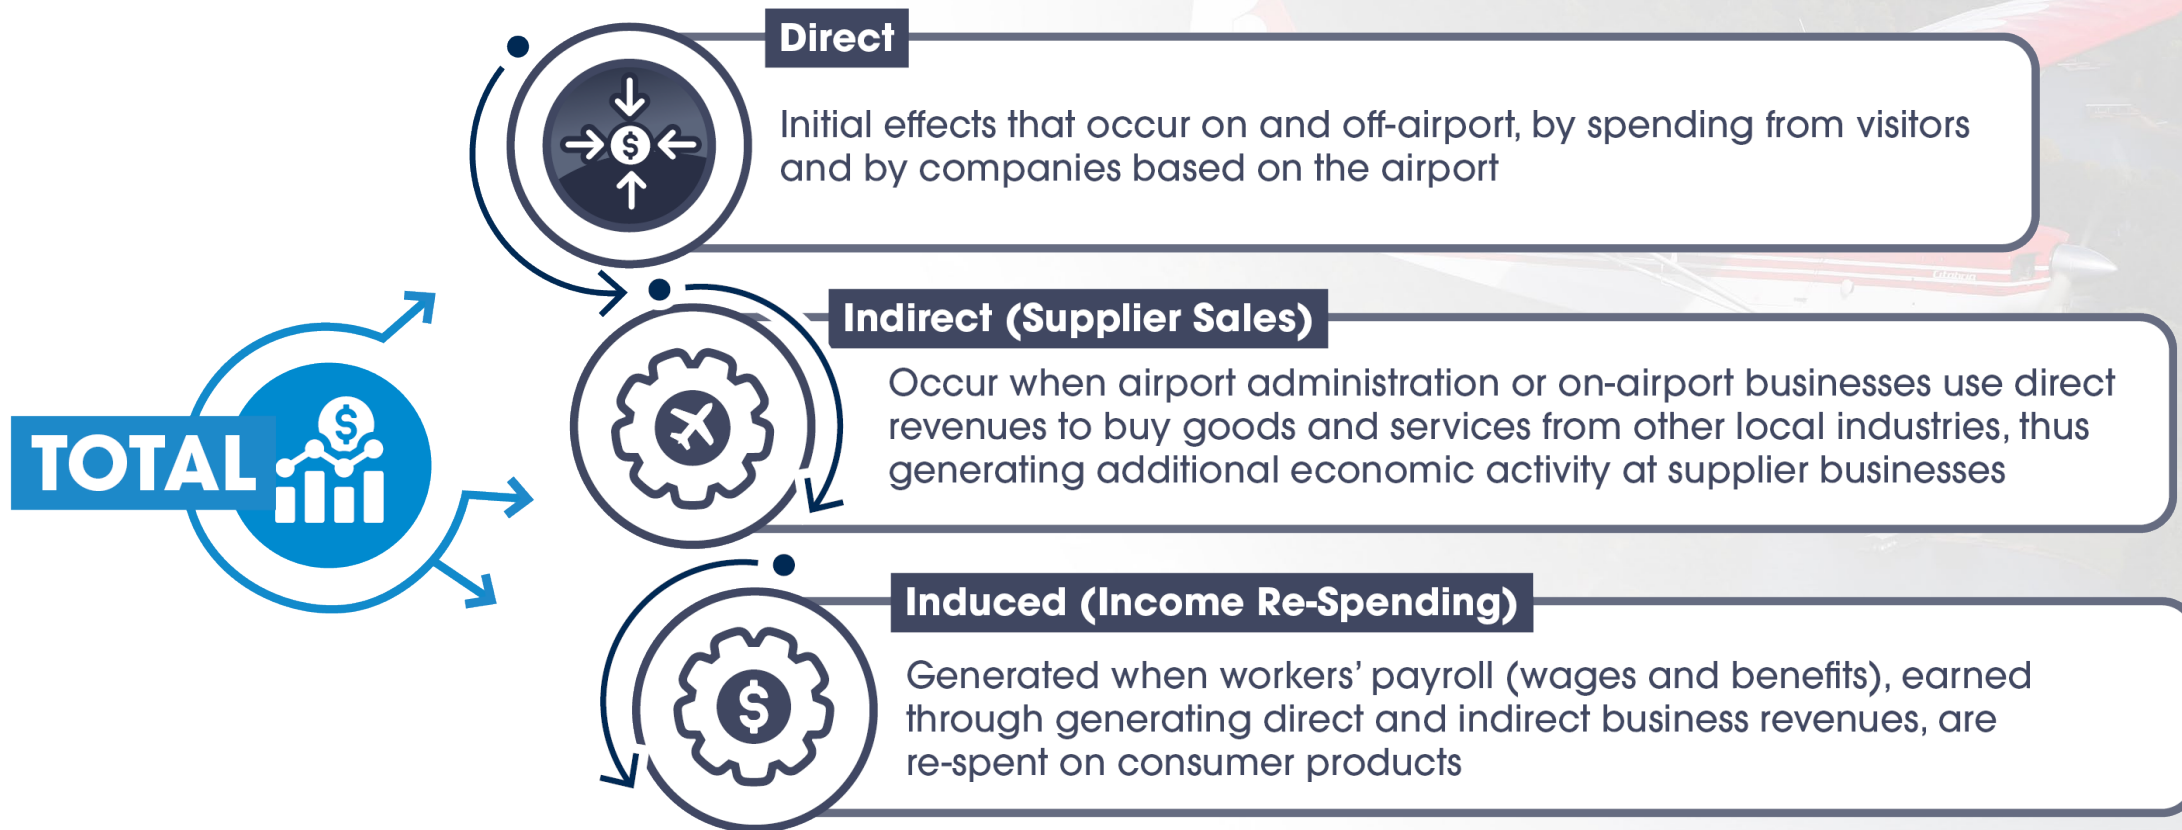 Direct
Initial effects that occur on and off-airport, by spending from visitors
and by companies based on the airport
Indirect (Supplier Sales)
Occur when airport administration or on-airport businesses use direct
revenues to buy goods and services from other local industries, thus
generating additional economic activity at supplier businesses
TOTAL
$
$
Induced (Income Re-Spending)
Generated when workers’ payroll (wages and benefits), earned
through generating direct and indirect business revenues, are
re-spent on consumer products
$